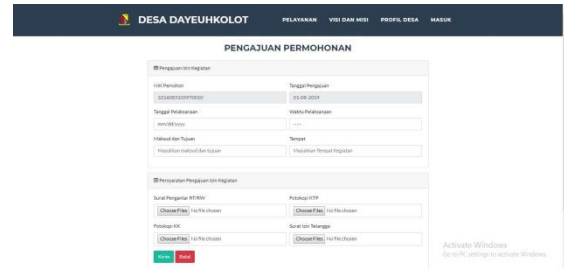 DESA DAYEUHKOLOT
PELAYANAN VISI DAN MISI PROFIL DESA MASUK
PENGAJUAN PERMOHONAN
Pengajuan Izin Kegiatan
NIK Pemohon Tanggal Pengajuan
01-08-2019
Tanggal Pelaksanaan Waktu Pelaksanaan
mm/dd/yyyy --:--
Maksud dan Tujuan Tempat
Masukkan maksud dan tujuan Masukkan Tempat Kegiatan
Persyaratan Pengajuan Izin Kegiatan
Surat Pengantar RT/RW Fotokopi KTP
Choose Files No file chosen Choose Files No file chosen
Fotokopi KK Surat Izin Tetangga
Choose Files No file chosen Choose Files No file chosen
Kirim Batal
Activate Windows
Go to PC settings to activate Windows.